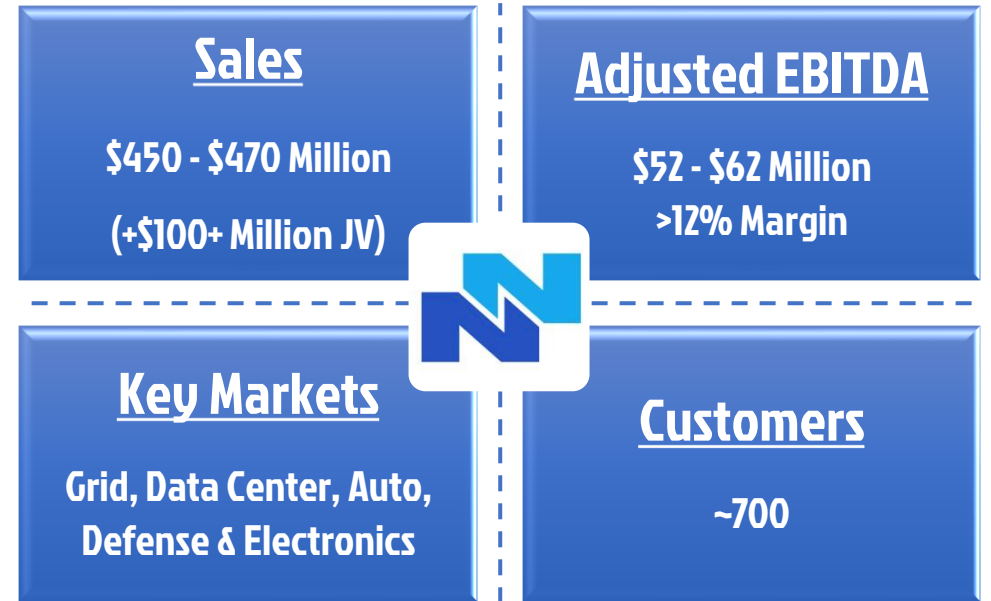 Sales
$450 - $470 Million
(+$100+ Million JV)
Adjusted EBITDA
$52 - $62 Million
>12% Margin
NN
Key Markets
Grid, Data Center, Auto,
Defense & Electronics
Customers
~700